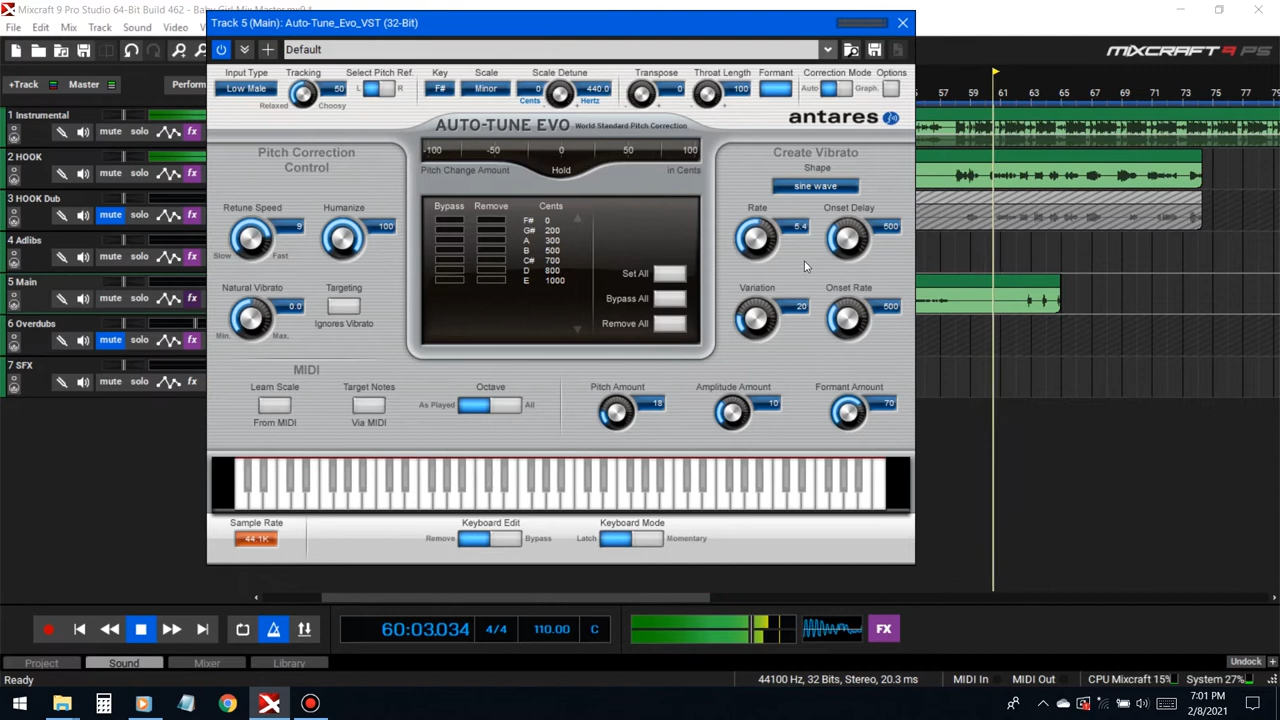 Baby Girl Mix Master.mx9 *
Mixcraft 9 Pro Studio 64-Bit Build 462
Track 5 (Main): Auto-Tune_Evo_VST (32-Bit)
File Edit Mix Track Sound
MIXCRAFT 9 PS
Default
+Track Master Perform
Input Type Tracking Select Pitch Ref. Key Scale Scale Detune Transpose Throat Length Formant Correction Mode Options
Low Male 50 L R F# Minor 0 440.0 0 100 Auto Graph.
Relaxed Choosy Cents Hertz
57 59 61 63 65 67 69 71 73 75 77 79
AUTO-TUNE EVO World Standard Pitch Correction
antares
1 Instrumental
mute solo fx
2 HOOK
mute solo fx
3 HOOK Dub
mute solo fx
4 Adlibs
mute solo fx
5 Main
mute solo fx
6 Overdubs
mute solo fx
7 SFX
mute solo fx
Pitch Correction
Control
Retune Speed Humanize
9 100
Slow Fast
Natural Vibrato Targeting
0.0
Min. Max. Ignores Vibrato
-100 -50 0 50 100
Pitch Change Amount Hold in Cents
Bypass Remove Cents
F# 0
G# 200
A 300
B 500
C# 700
D 800
E 1000
Set All
Bypass All
Remove All
Create Vibrato
Shape
sine wave
Rate Onset Delay
5.4 500
Variation Onset Rate
20 500
MIDI
Learn Scale Target Notes Octave Pitch Amount Amplitude Amount Formant Amount
As Played All 18 10 70
From MIDI Via MIDI
Sample Rate Keyboard Edit Keyboard Mode
44.1K Remove Bypass Latch Momentary
60:03.034 4/4 110.00 C FX
Project Sound Mixer Library Undock
Ready 44100 Hz, 32 Bits, Stereo, 20.3 ms MIDI In MIDI Out CPU Mixcraft 15% System 27%
7:01 PM
2/8/2021